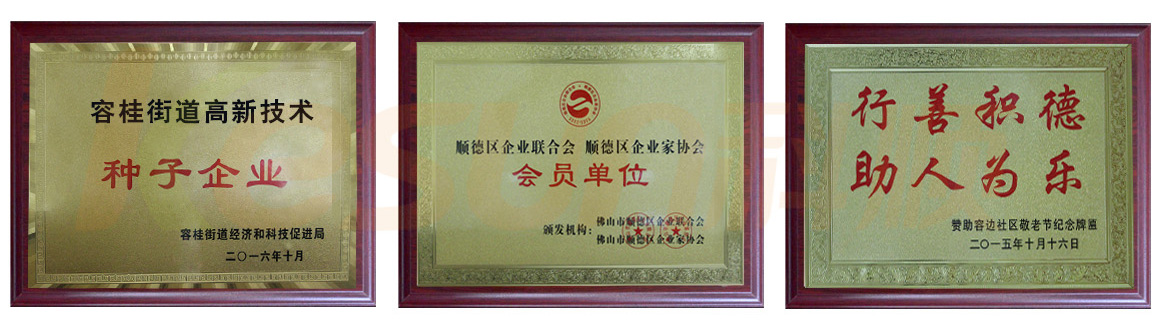 容桂街道高新技术
种子企业
容桂街道经济和科技促进局
二〇一六年十月
顺德区企业联合会 顺德区企业家协会
会员单位
颁发机构：
佛山市顺德区企业联合会
佛山市顺德区企业家协会
行善积德
助人为乐
赞助容边社区敬老节纪念牌匾
二〇一五年十月十六日